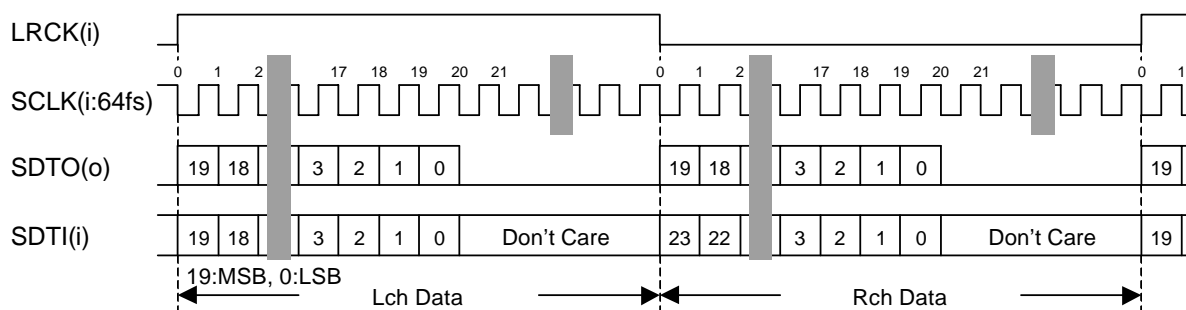 LRCK(i)
0 1 2 17 18 19 20 21 0 1 2 17 18 19 20 21 0 1
SCLK(i:64fs)
SDTO(o) 19 18 3 2 1 0 19 18 3 2 1 0 19
SDTI(i) 19 18 3 2 1 0 Don't Care 23 22 3 2 1 0 Don't Care 19
19:MSB, 0:LSB
Lch Data Rch Data